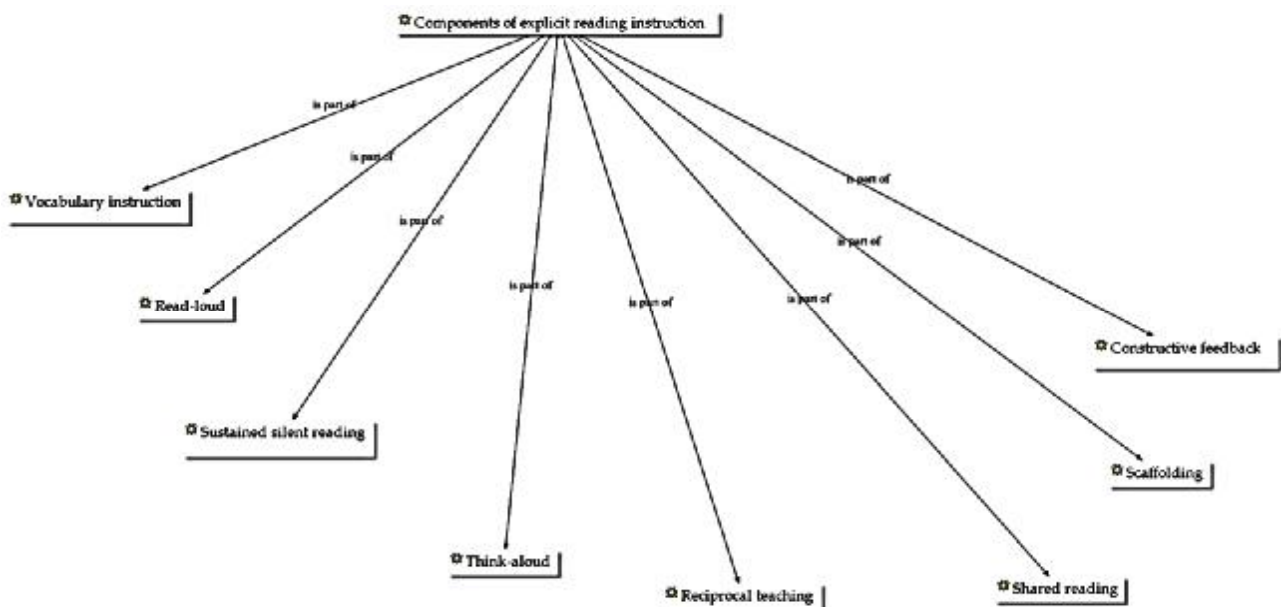 Components of explicit reading instruction
is part of
is part of
is part of
is part of
is part of
is part of
is part of
is part of
Vocabulary instruction
Read-loud
Sustained silent reading
Think-aloud
Reciprocal teaching
Shared reading
Scaffolding
Constructive feedback